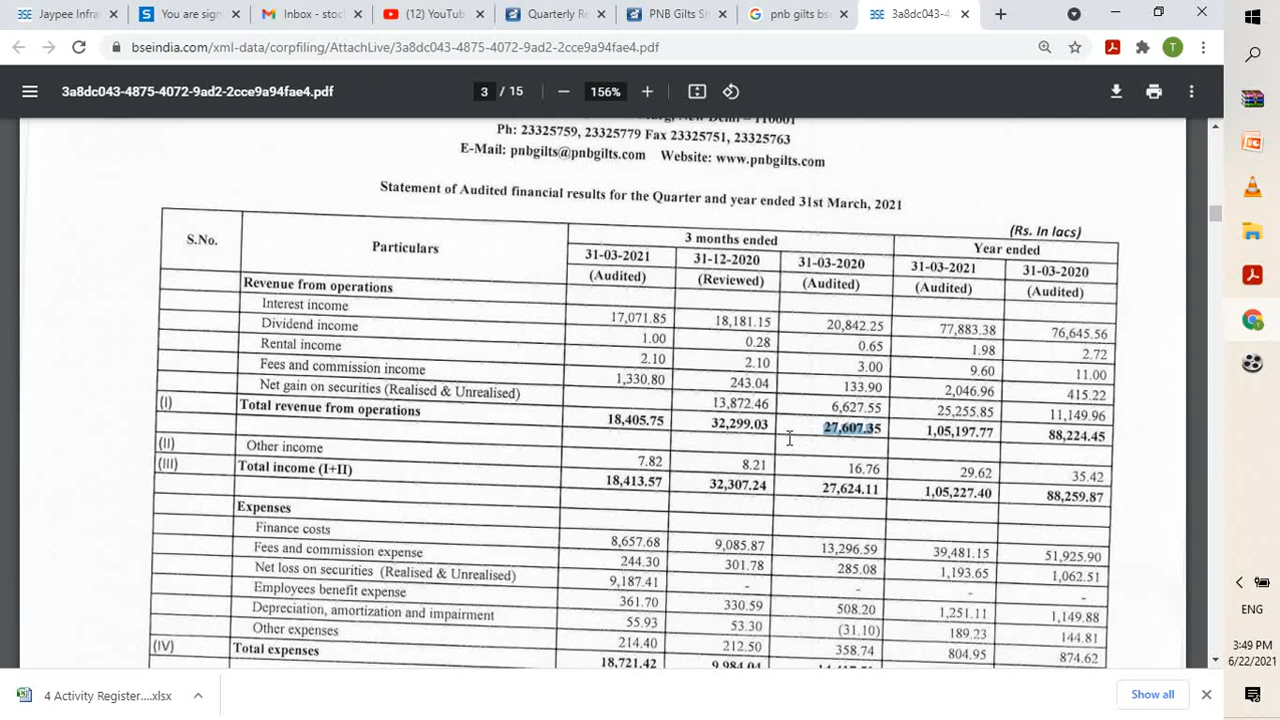 Jaypee Infra
You are sign
Inbox - stoc
(12) YouTub
Quarterly Re
PNB Gilts Sh
pnb gilts bse
3a8dc043-4
bseindia.com/xml-data/corpfiling/AttachLive/3a8dc043-4875-4072-9ad2-2cce9a94fae4.pdf
3a8dc043-4875-4072-9ad2-2cce9a94fae4.pdf
3 / 15
156%
Ph: 23325759, 23325779 Fax 23325751, 23325763
E-Mail: pnbgilts@pnbgilts.com Website: www.pnbgilts.com
Statement of Audited financial results for the Quarter and year ended 31st March, 2021
(Rs. In lacs)
S.No. Particulars 3 months ended Year ended
31-03-2021 31-12-2020 31-03-2020 31-03-2021 31-03-2020
(Audited) (Reviewed) (Audited) (Audited) (Audited)
Revenue from operations
Interest income 17,071.85 18,181.15 20,842.25 77,883.38 76,645.56
Dividend income 1.00 0.28 0.65 1.98 2.72
Rental income 2.10 2.10 3.00 9.60 11.00
Fees and commission income 1,330.80 243.04 133.90 2,046.96 415.22
Net gain on securities (Realised & Unrealised) 13,872.46 6,627.55 25,255.85 11,149.96
(I) Total revenue from operations 18,405.75 32,299.03 27,607.35 1,05,197.77 88,224.45
(II) Other income 7.82 8.21 16.76 29.62 35.42
(III) Total income (I+II) 18,413.57 32,307.24 27,624.11 1,05,227.40 88,259.87
Expenses
Finance costs 8,657.68 9,085.87 13,296.59 39,481.15 51,925.90
Fees and commission expense 244.30 301.78 285.08 1,193.65 1,062.51
Net loss on securities (Realised & Unrealised) 9,187.41 - - - -
Employees benefit expense 361.70 330.59 508.20 1,251.11 1,149.88
Depreciation, amortization and impairment 55.93 53.30 (31.10) 189.23 144.81
Other expenses 214.40 212.50 358.74 804.95 874.62
(IV) Total expenses 18,721.42 9,984.04
4 Activity Register....xlsx
Show all
T
ENG
3:49 PM
6/22/2021